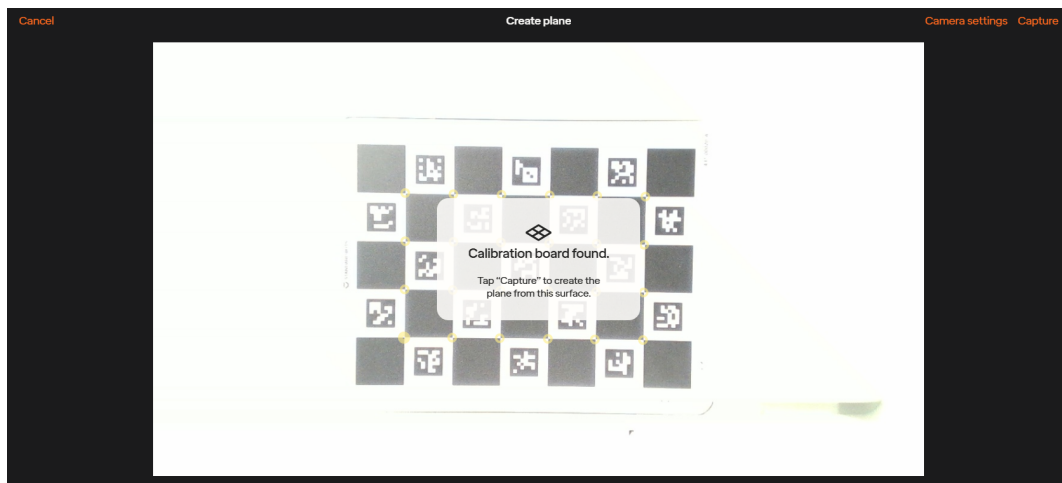 Cancel
Create plane
Camera settings
Capture
Calibration board found.
Tap “Capture” to create the
plane from this surface.